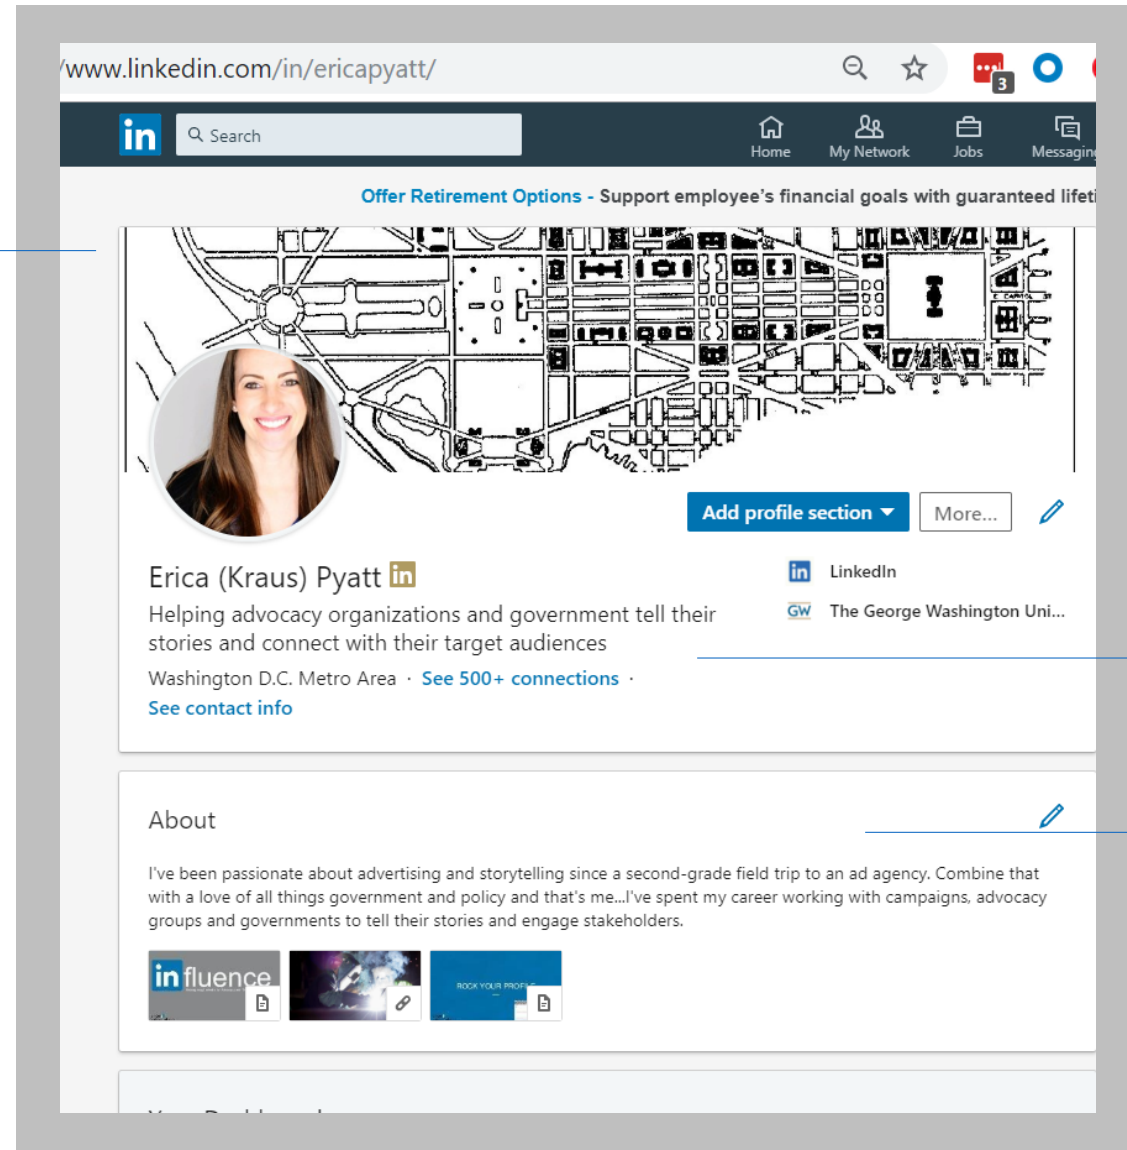 /www.linkedin.com/in/ericapyatt/
3
in
Search
Home
My Network
Jobs
Messaging
Offer Retirement Options - Support employee's financial goals with guaranteed lifeti
E CAPITOL ST
Add profile section
More...
Erica (Kraus) Pyatt in
in LinkedIn
Helping advocacy organizations and government tell their
stories and connect with their target audiences
GW The George Washington Uni...
Washington D.C. Metro Area · See 500+ connections ·
See contact info
About
I've been passionate about advertising and storytelling since a second-grade field trip to an ad agency. Combine that
with a love of all things government and policy and that's me...I've spent my career working with campaigns, advocacy
groups and governments to tell their stories and engage stakeholders.
influence
ROCK YOUR PROFILE